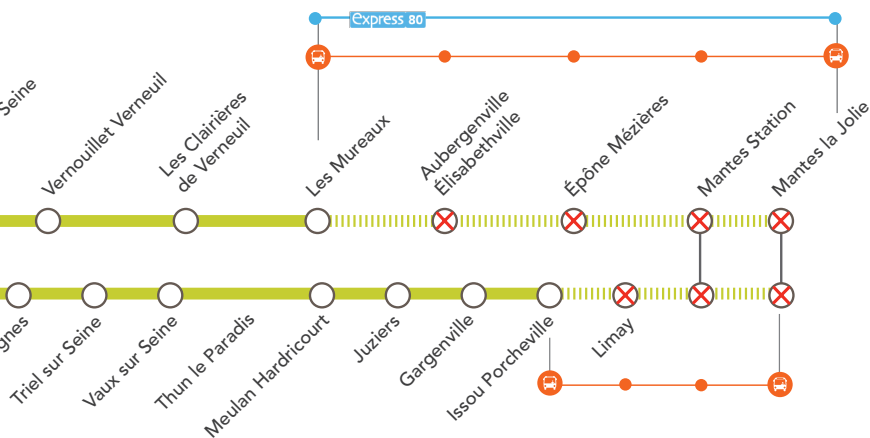 Express 80
Seine
Vernouillet Verneuil
Les Clairières
de Verneuil
Les Mureaux
Aubergenville
Élisabethville
Épône Mézières
Mantes Station
Mantes la Jolie
gnes
Triel sur Seine
Vaux sur Seine
Thun le Paradis
Meulan Hardricourt
Juziers
Gargenville
Issou Porcheville
Limay